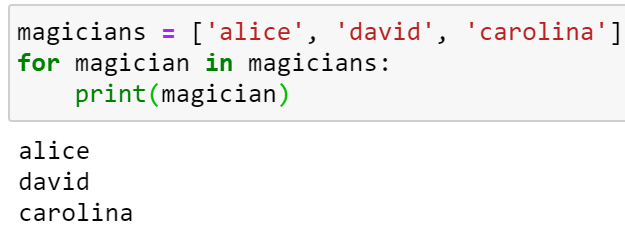 magicians = ['alice', 'david', 'carolina']
for magician in magicians:
    print(magician)
alice
david
carolina